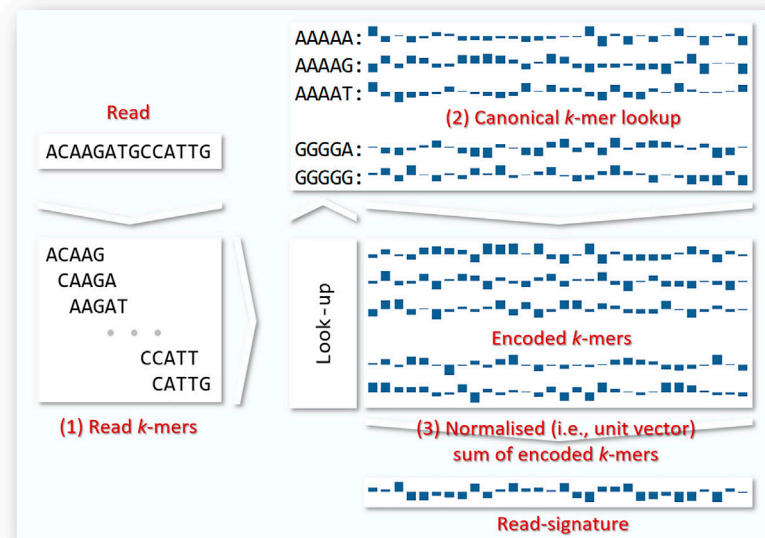 Read
ACAAGATGCCATTG
ACAAG
CAAGA
AAGAT
CCATT
CATTG
(1) Read k-mers
AAAAA:
AAAAG:
AAAAT:
(2) Canonical k-mer lookup
GGGGA:
GGGGG:
Look-up
Encoded k-mers
(3) Normalised (i.e., unit vector)
sum of encoded k-mers
Read-signature